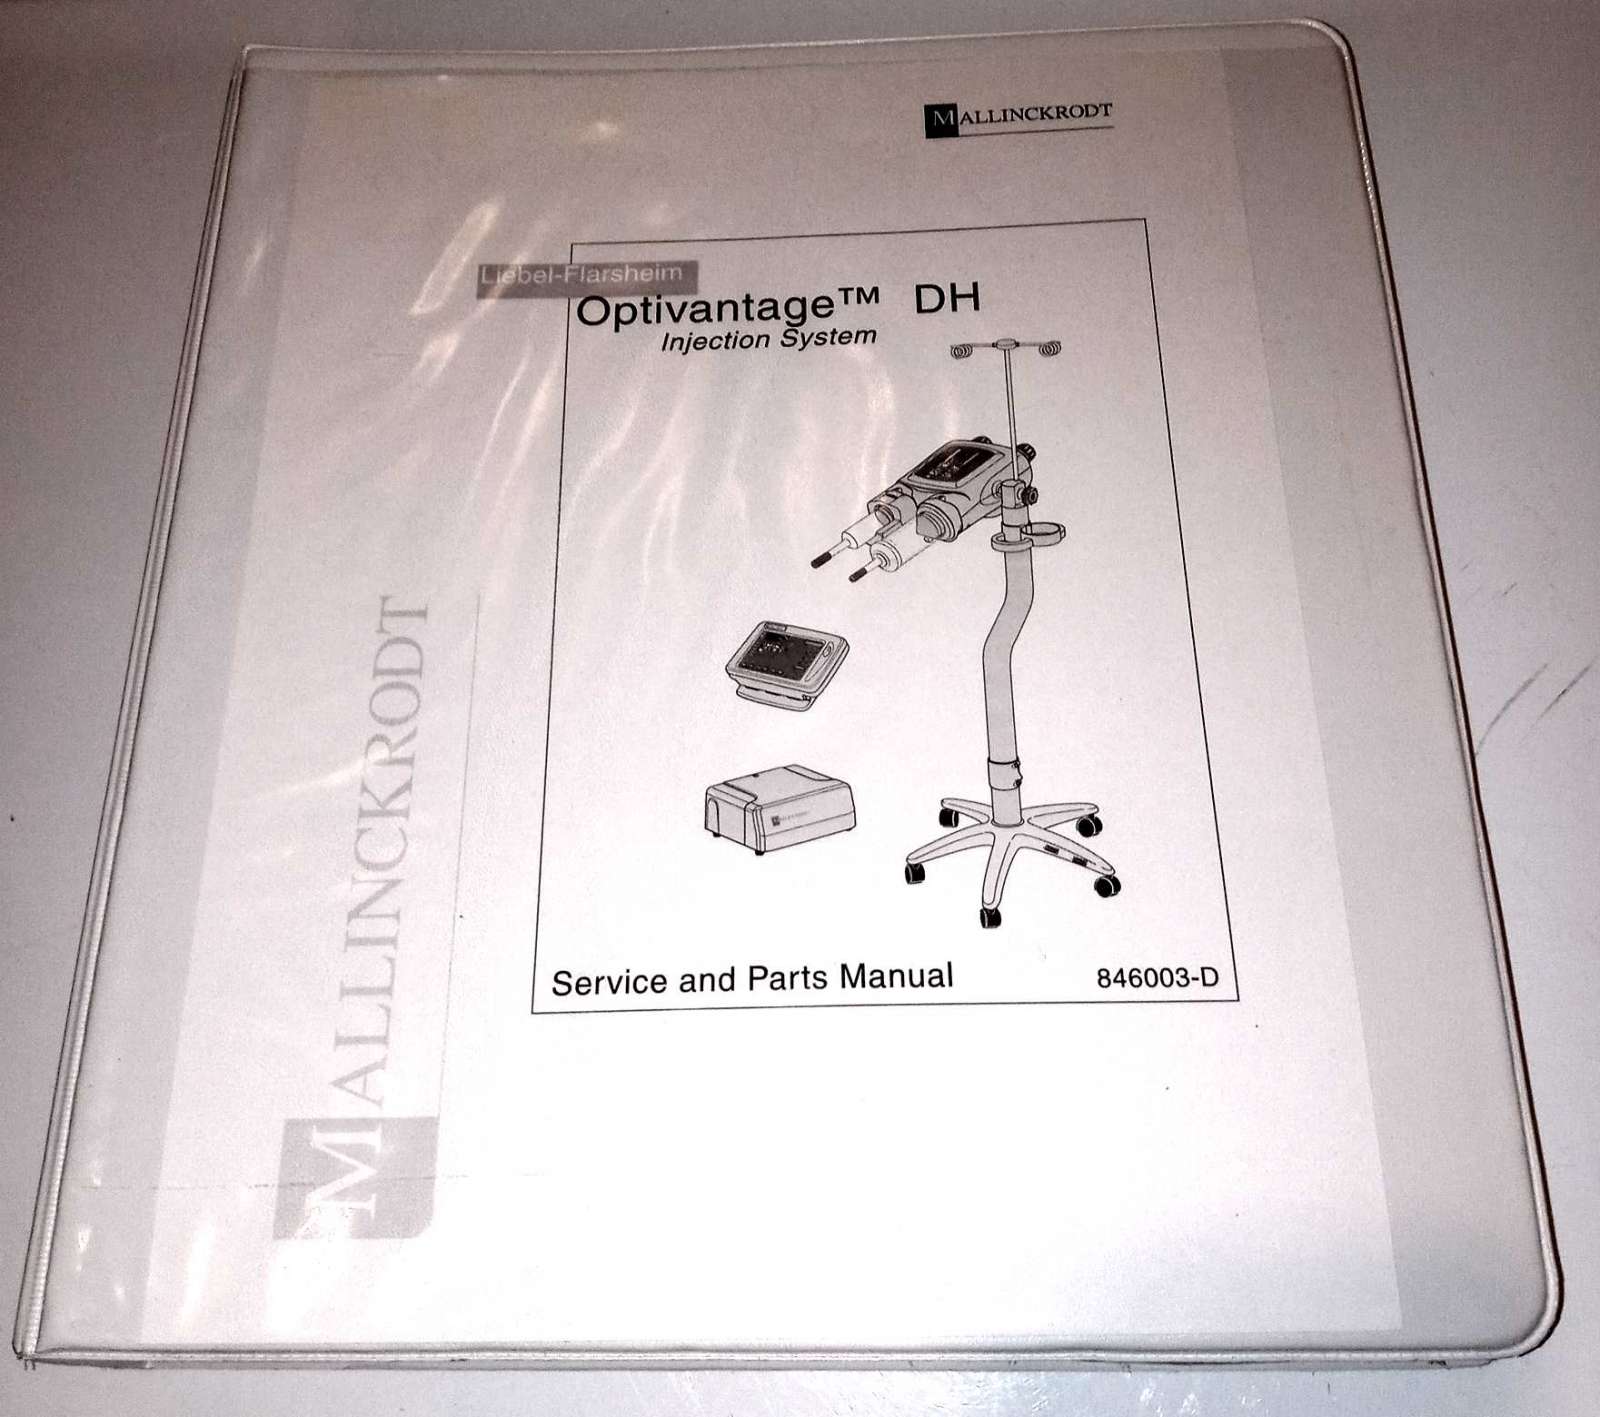 MALLINCKRODT
Liebel-Flarsheim
Optivantage™ DH
Injection System
MALLINCKRODT
Service and Parts Manual 846003-D